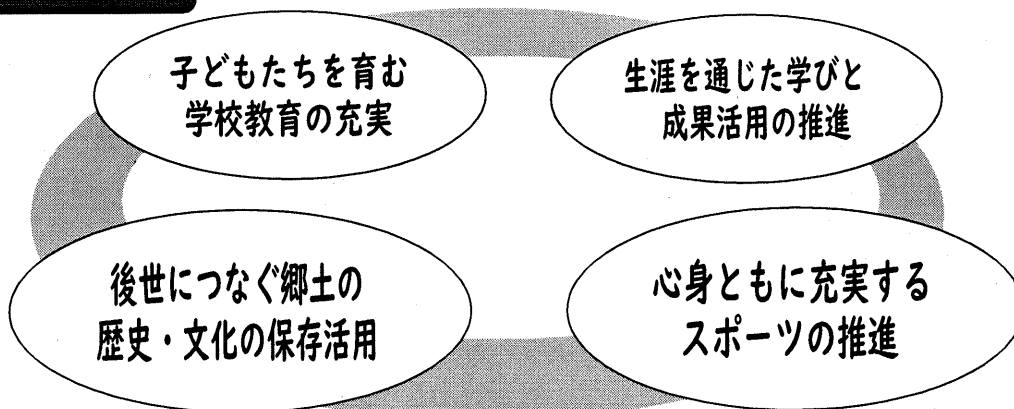 子どもたちを育む
学校教育の充実
生涯を通じた学びと
成果活用の推進
後世につなぐ郷土の
歴史・文化の保存活用
心身ともに充実する
スポーツの推進